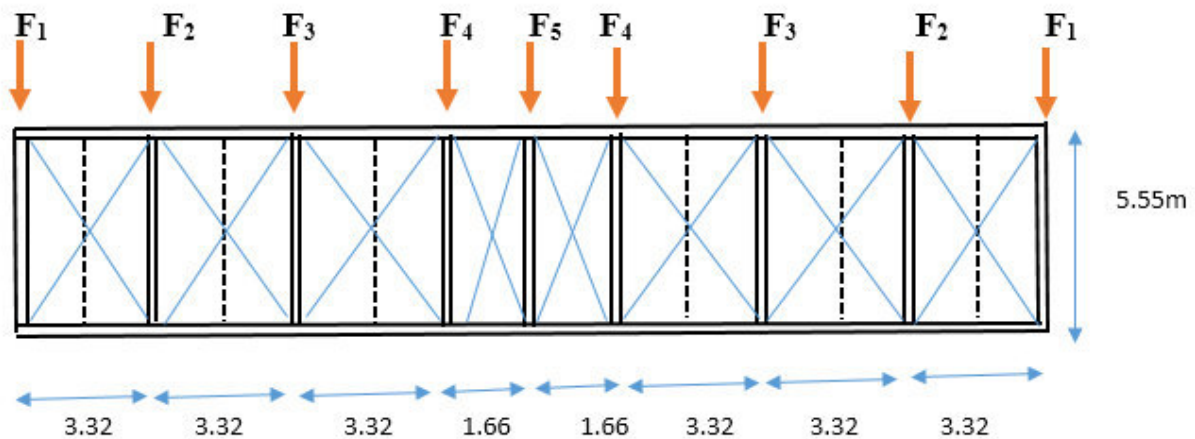 F₁ F₂ F₃ F₄ F₅ F₄ F₃ F₂ F₁
5.55m
3.32 3.32 3.32 1.66 1.66 3.32 3.32 3.32